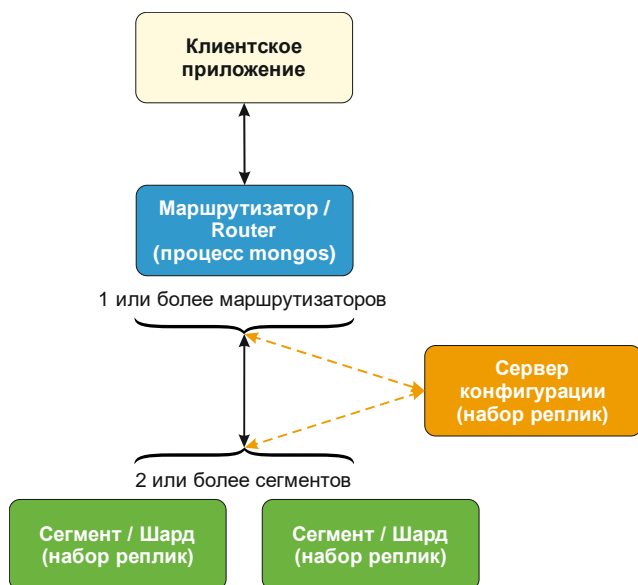 Клиентское
приложение
Маршрутизатор /
Router
(процесс mongos)
1 или более маршрутизаторов
Сервер
конфигурации
(набор реплик)
2 или более сегментов
Сегмент / Шард
(набор реплик)
Сегмент / Шард
(набор реплик)